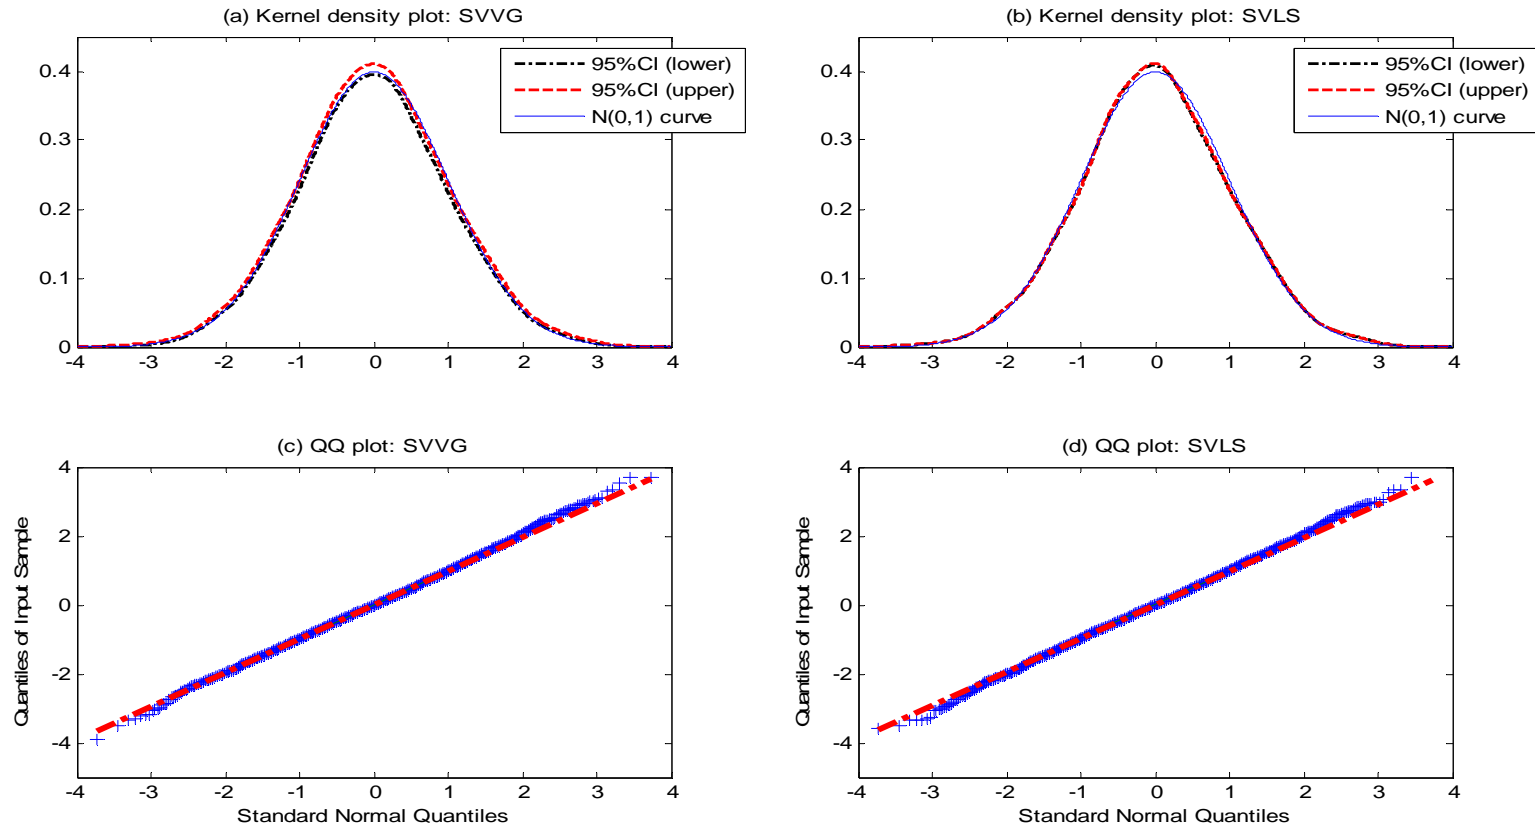 (a) Kernel density plot: SVVG
0.4
0.3
0.2
0.1
0
-4 -3 -2 -1 0 1 2 3 4
95%CI (lower)
95%CI (upper)
N(0,1) curve
(b) Kernel density plot: SVLS
0.4
0.3
0.2
0.1
0
-4 -3 -2 -1 0 1 2 3 4
95%CI (lower)
95%CI (upper)
N(0,1) curve
(c) QQ plot: SVVG
Quantiles of Input Sample
4
2
0
-2
-4
-4 -3 -2 -1 0 1 2 3 4
Standard Normal Quantiles
(d) QQ plot: SVLS
Quantiles of Input Sample
4
2
0
-2
-4
-4 -3 -2 -1 0 1 2 3 4
Standard Normal Quantiles